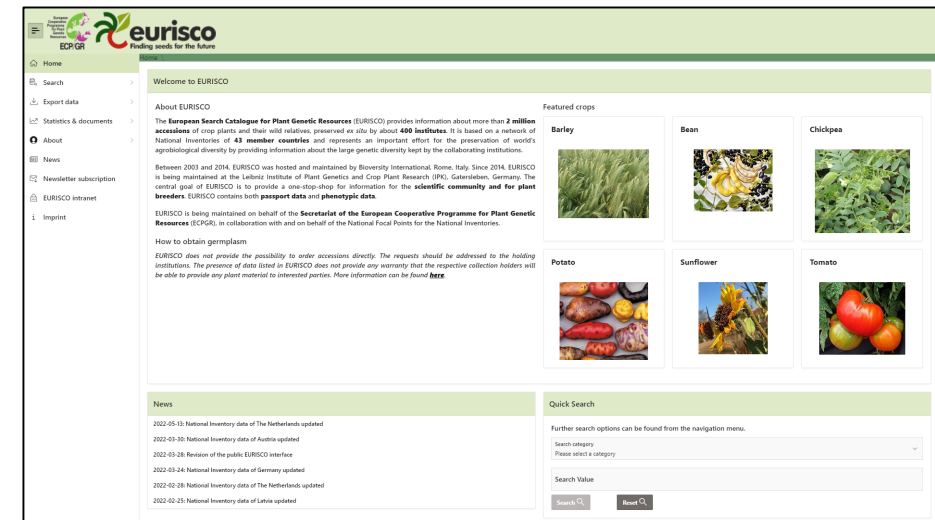 European
Cooperative
Programme
for Plant
Genetic
Resources
ECP/GR
eurisco
Finding seeds for the future
Home \
Home
Search
Export data
Statistics & documents
About
News
Newsletter subscription
EURISCO intranet
Imprint
Welcome to EURISCO
About EURISCO
The European Search Catalogue for Plant Genetic Resources (EURISCO) provides information about more than 2 million
accessions of crop plants and their wild relatives, preserved ex situ by about 400 institutes. It is based on a network of
National Inventories of 43 member countries and represents an important effort for the preservation of world's
agrobiological diversity by providing information about the large genetic diversity kept by the collaborating institutions.
Between 2003 and 2014, EURISCO was hosted and maintained by Bioversity International, Rome, Italy. Since 2014, EURISCO
is being maintained at the Leibniz Institute of Plant Genetics and Crop Plant Research (IPK), Gatersleben, Germany. The
central goal of EURISCO is to provide a one-stop-shop for information for the scientific community and for plant
breeders. EURISCO contains both passport data and phenotypic data.
EURISCO is being maintained on behalf of the Secretariat of the European Cooperative Programme for Plant Genetic
Resources (ECPGR), in collaboration with and on behalf of the National Focal Points for the National Inventories.
How to obtain germplasm
EURISCO does not provide the possibility to order accessions directly. The requests should be addressed to the holding
institutions. The presence of data listed in EURISCO does not provide any warranty that the respective collection holders will
be able to provide any plant material to interested parties. More information can be found here.
Featured crops
Barley
Bean
Chickpea
Potato
Sunflower
Tomato
News
2022-05-13: National Inventory data of The Netherlands updated
2022-03-30: National Inventory data of Austria updated
2022-03-28: Revision of the public EURISCO interface
2022-03-24: National Inventory data of Germany updated
2022-02-28: National Inventory data of The Netherlands updated
2022-02-25: National Inventory data of Latvia updated
Quick Search
Further search options can be found from the navigation menu.
Search category
Please select a category
Search Value
Search
Reset